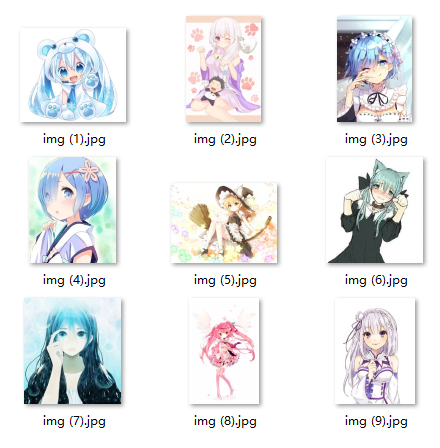 img (1).jpg
img (2).jpg
img (3).jpg
img (4).jpg
img (5).jpg
img (6).jpg
img (7).jpg
img (8).jpg
img (9).jpg